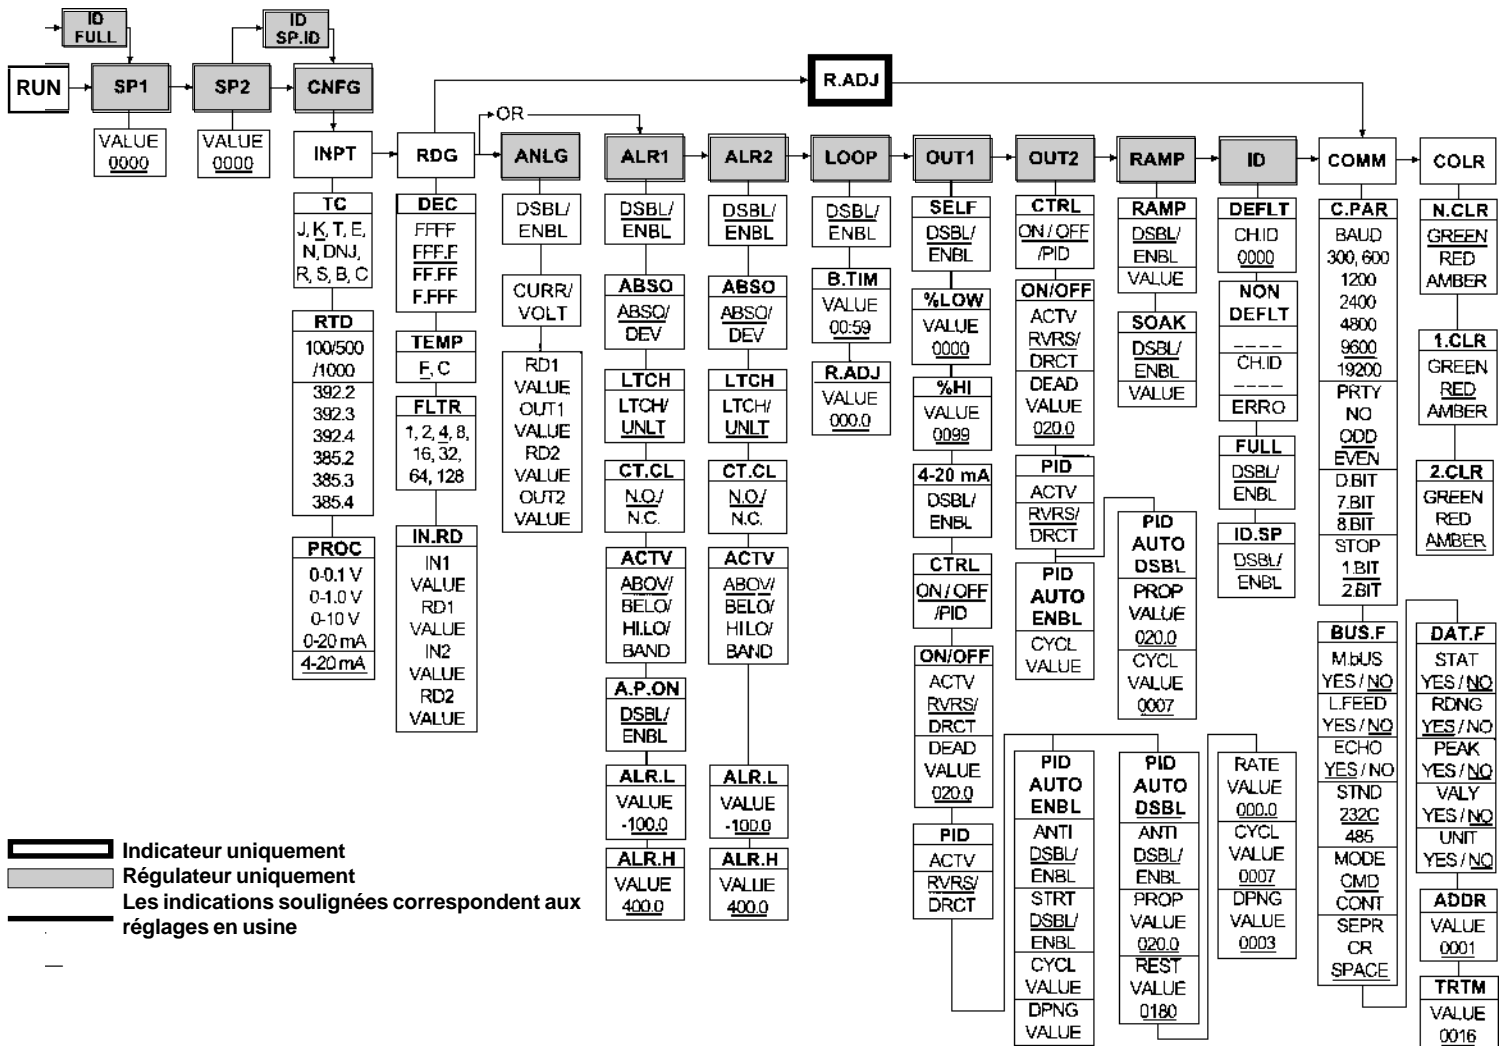 ID
FULL
ID
SP.ID
RUN
SP1
SP2
CNFG
R.ADJ
VALUE
0000
VALUE
0000
OR
INPT
RDG
ANLG
ALR1
ALR2
LOOP
OUT1
OUT2
RAMP
ID
COMM
COLR
TC
J, K, T, E,
N, DNJ,
R, S, B, C
RTD
100/500
/1000
392.2
392.3
392.4
385.2
385.3
385.4
PROC
0-0.1 V
0-1.0 V
0-10 V
0-20 mA
4-20 mA
DEC
FFFF
FFF.F
FF.FF
F.FFF
TEMP
F, C
FLTR
1, 2, 4, 8,
16, 32,
64, 128
IN.RD
IN1
VALUE
RD1
VALUE
IN2
VALUE
RD2
VALUE
DSBL/
ENBL
CURR/
VOLT
RD1
VALUE
OUT1
VALUE
RD2
VALUE
OUT2
VALUE
DSBL/
ENBL
ABSO
ABSO/
DEV
LTCH
LTCH/
UNLT
CT.CL
N.O./
N.C.
ACTV
ABOV/
BELO/
HI.LO/
BAND
A.P.ON
DSBL/
ENBL
ALR.L
VALUE
-100.0
ALR.H
VALUE
400.0
DSBL/
ENBL
ABSO
ABSO/
DEV
LTCH
LTCH/
UNLT
CT.CL
N.O./
N.C.
ACTV
ABOV/
BELO/
HILO/
BAND
ALR.L
VALUE
-100.0
ALR.H
VALUE
400.0
DSBL/
ENBL
B.TIM
VALUE
00:59
R.ADJ
VALUE
000.0
SELF
DSBL/
ENBL
%LOW
VALUE
0000
%HI
VALUE
0099
4-20 mA
DSBL/
ENBL
CTRL
ON / OFF
/PID
ON/OFF
ACTV
RVRS/
DRCT
DEAD
VALUE
020.0
PID
ACTV
RVRS/
DRCT
CTRL
ON / OFF
/PID
ON/OFF
ACTV
RVRS/
DRCT
DEAD
VALUE
020.0
PID
ACTV
RVRS/
DRCT
PID
AUTO
ENBL
CYCL
VALUE
PID
AUTO
DSBL
PROP
VALUE
020.0
CYCL
VALUE
0007
PID
AUTO
ENBL
ANTI
DSBL/
ENBL
STRT
DSBL/
ENBL
CYCL
VALUE
DPNG
VALUE
PID
AUTO
DSBL
ANTI
DSBL/
ENBL
PROP
VALUE
020.0
REST
VALUE
0180
RATE
VALUE
000.0
CYCL
VALUE
0007
DPNG
VALUE
0003
RAMP
DSBL/
ENBL
VALUE
SOAK
DSBL/
ENBL
VALUE
DEFLT
CH.ID
0000
NON
DEFLT
_ _ _ _
CH.ID
_ _ _ _
ERRO
FULL
DSBL/
ENBL
ID.SP
DSBL/
ENBL
C.PAR
BAUD
300, 600
1200
2400
4800
9600
19200
PRTY
NO
ODD
EVEN
D.BIT
7.BIT
8.BIT
STOP
1.BIT
2.BIT
BUS.F
M.bUS
YES / NO
L.FEED
YES / NO
ECHO
YES / NO
STND
232C
485
MODE
CMD
CONT
SEPR
CR
SPACE
N.CLR
GREEN
RED
AMBER
1.CLR
GREEN
RED
AMBER
2.CLR
GREEN
RED
AMBER
DAT.F
STAT
YES / NO
RDNG
YES / NO
PEAK
YES / NO
VALY
YES / NO
UNIT
YES / NO
ADDR
VALUE
0001
TRTM
VALUE
0016
Indicateur uniquement
Régulateur uniquement
Les indications soulignées correspondent aux
réglages en usine